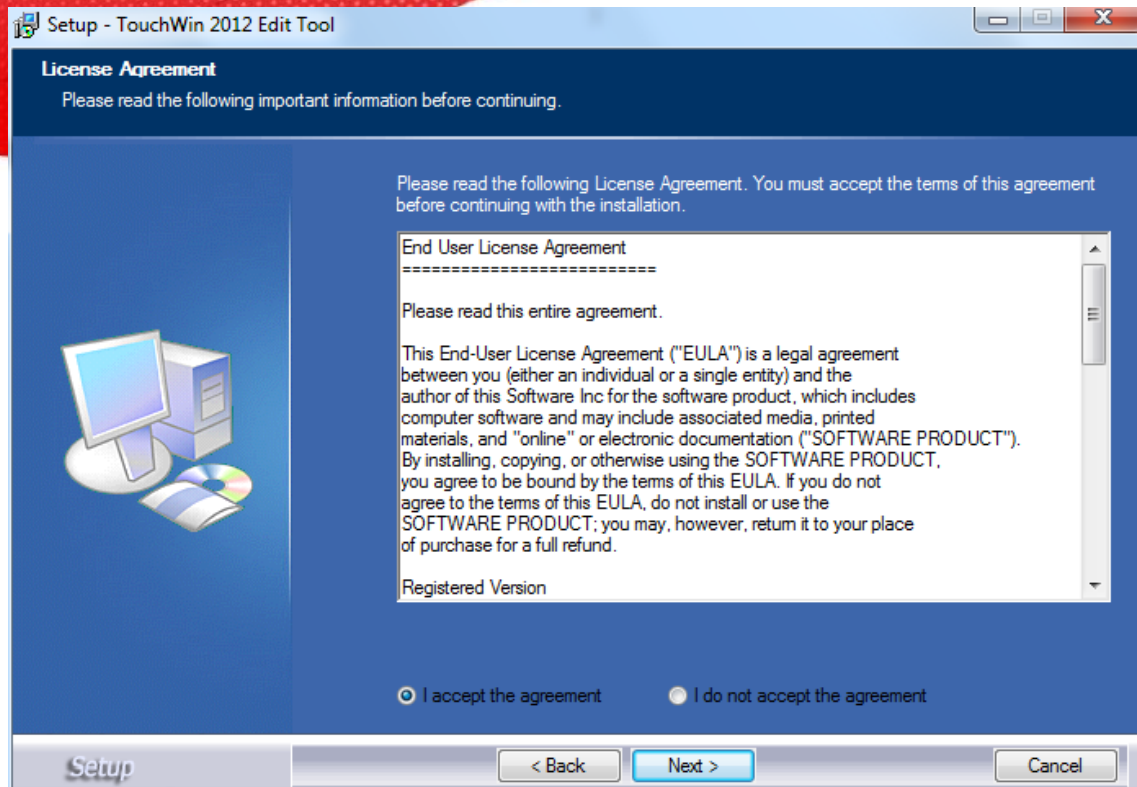 Setup - TouchWin 2012 Edit Tool
License Agreement
Please read the following important information before continuing.
Please read the following License Agreement. You must accept the terms of this agreement
before continuing with the installation.
End User License Agreement
==========================
Please read this entire agreement.
This End-User License Agreement ("EULA") is a legal agreement
between you (either an individual or a single entity) and the
author of this Software Inc for the software product, which includes
computer software and may include associated media, printed
materials, and "online" or electronic documentation ("SOFTWARE PRODUCT").
By installing, copying, or otherwise using the SOFTWARE PRODUCT,
you agree to be bound by the terms of this EULA. If you do not
agree to the terms of this EULA, do not install or use the
SOFTWARE PRODUCT; you may, however, return it to your place
of purchase for a full refund.
Registered Version
I accept the agreement
I do not accept the agreement
Setup
< Back
Next >
Cancel